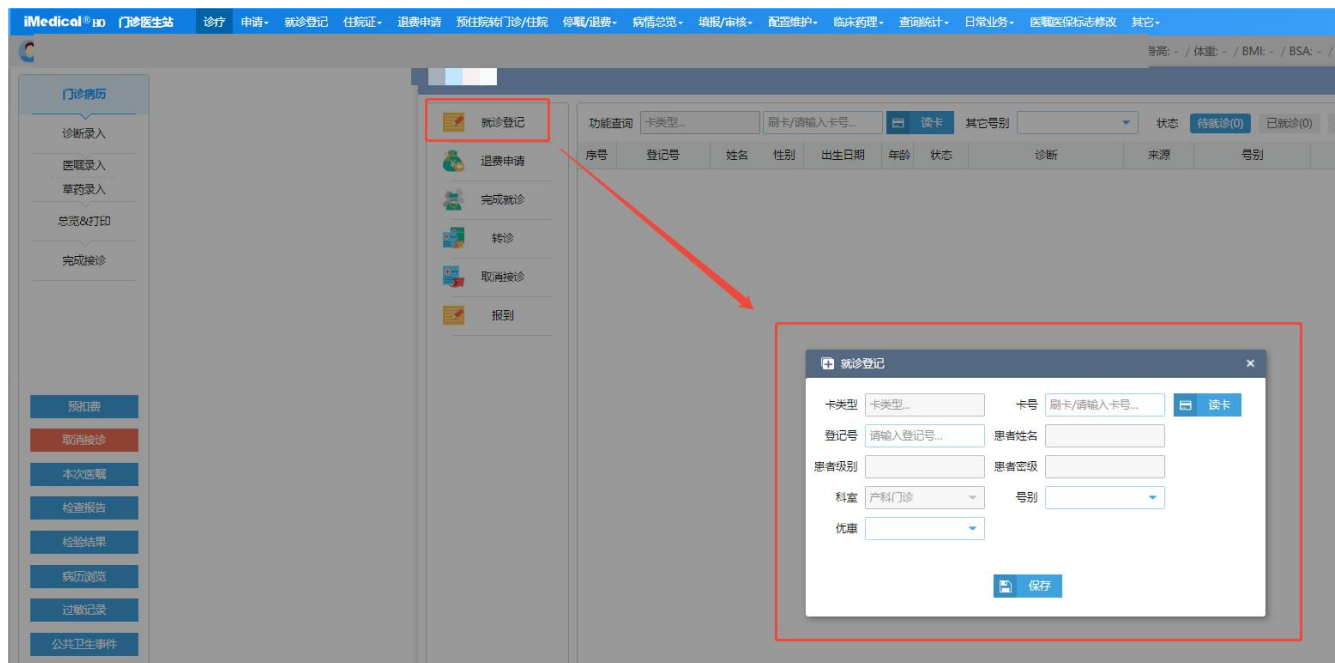 iMedical® HD 门诊医生站 诊疗 申请 就诊登记 住院证 退费申请 预住院转门诊/住院 停嘱/退费 病情总览 填报/审核 配置维护 临床药理 查询统计 日常业务 医嘱医保标志修改 其它
身高: - / 体重: - / BMI: - / BSA: - /
门诊病历
诊断录入
医嘱录入
草药录入
总览&打印
完成接诊
预扣费
取消接诊
本次医嘱
检查报告
检验结果
病历浏览
过敏记录
公共卫生事件
就诊登记
退费申请
完成就诊
转诊
取消接诊
报到
功能查询 卡类型... 刷卡/请输入卡号... 读卡 其它号别 状态 待就诊(0) 已就诊(0)
序号 登记号 姓名 性别 出生日期 年龄 状态 诊断 来源 号别
就诊登记 ×
卡类型 卡类型... 卡号 刷卡/请输入卡号... 读卡
登记号 请输入登记号... 患者姓名
患者级别 患者密级
科室 产科门诊 号别
优惠
保存